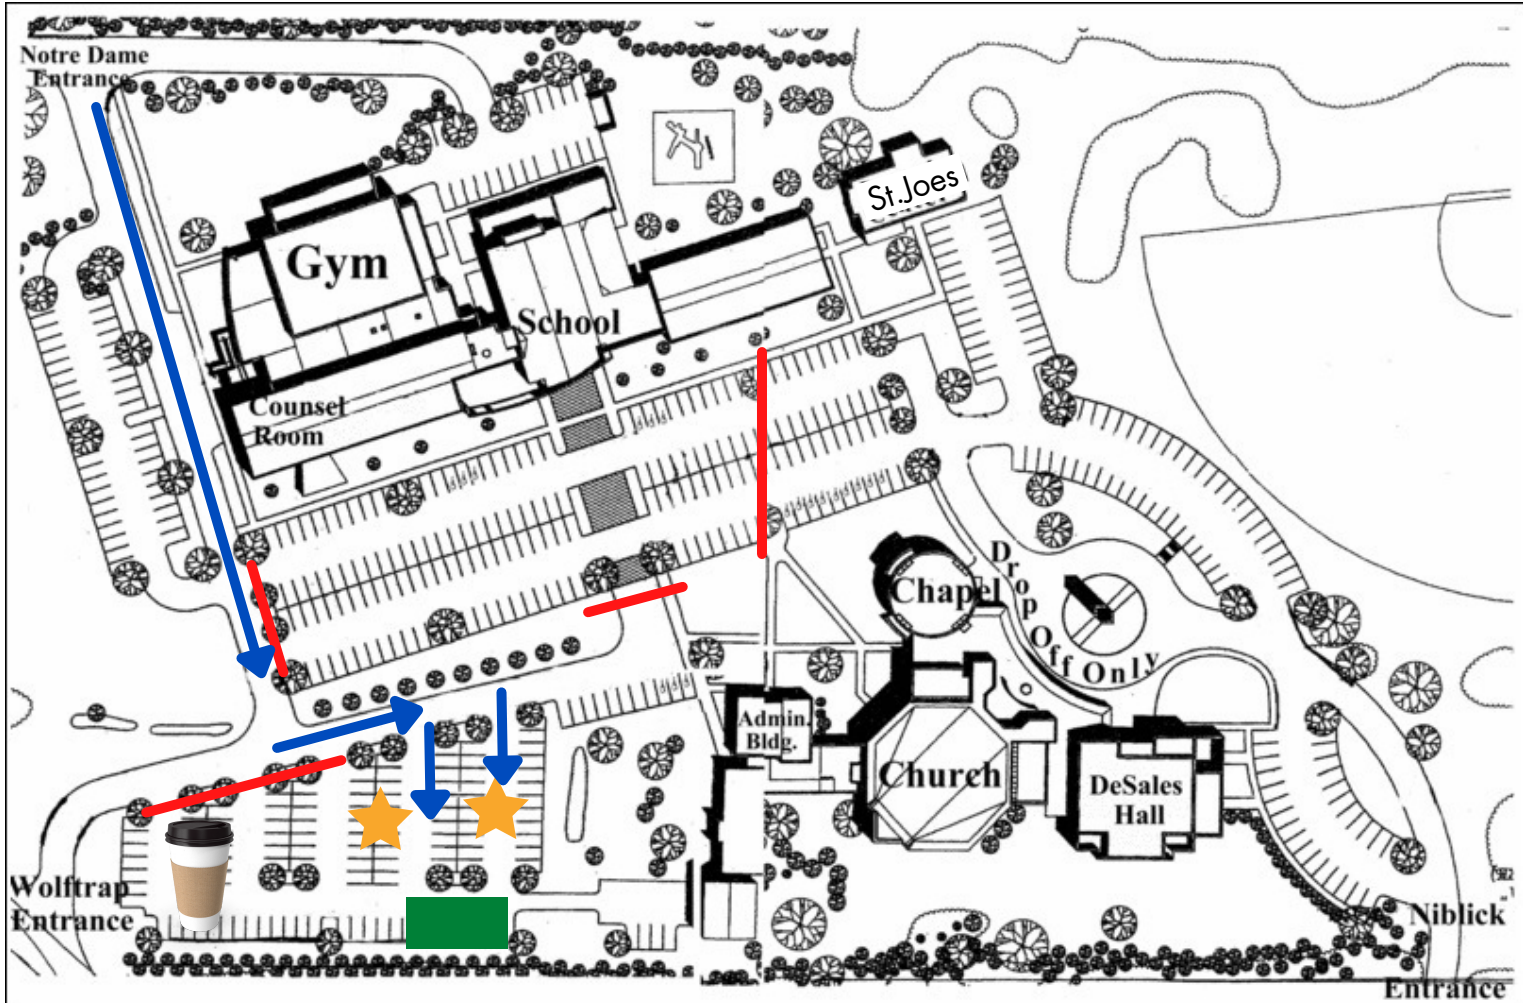 Notre Dame
Entrance
St.Joes
Gym
School
Counsel
Room
Chapel
Drop Off Only
Admin.
Bldg.
Church
DeSales
Hall
Wolftrap
Entrance
Niblick
Entrance